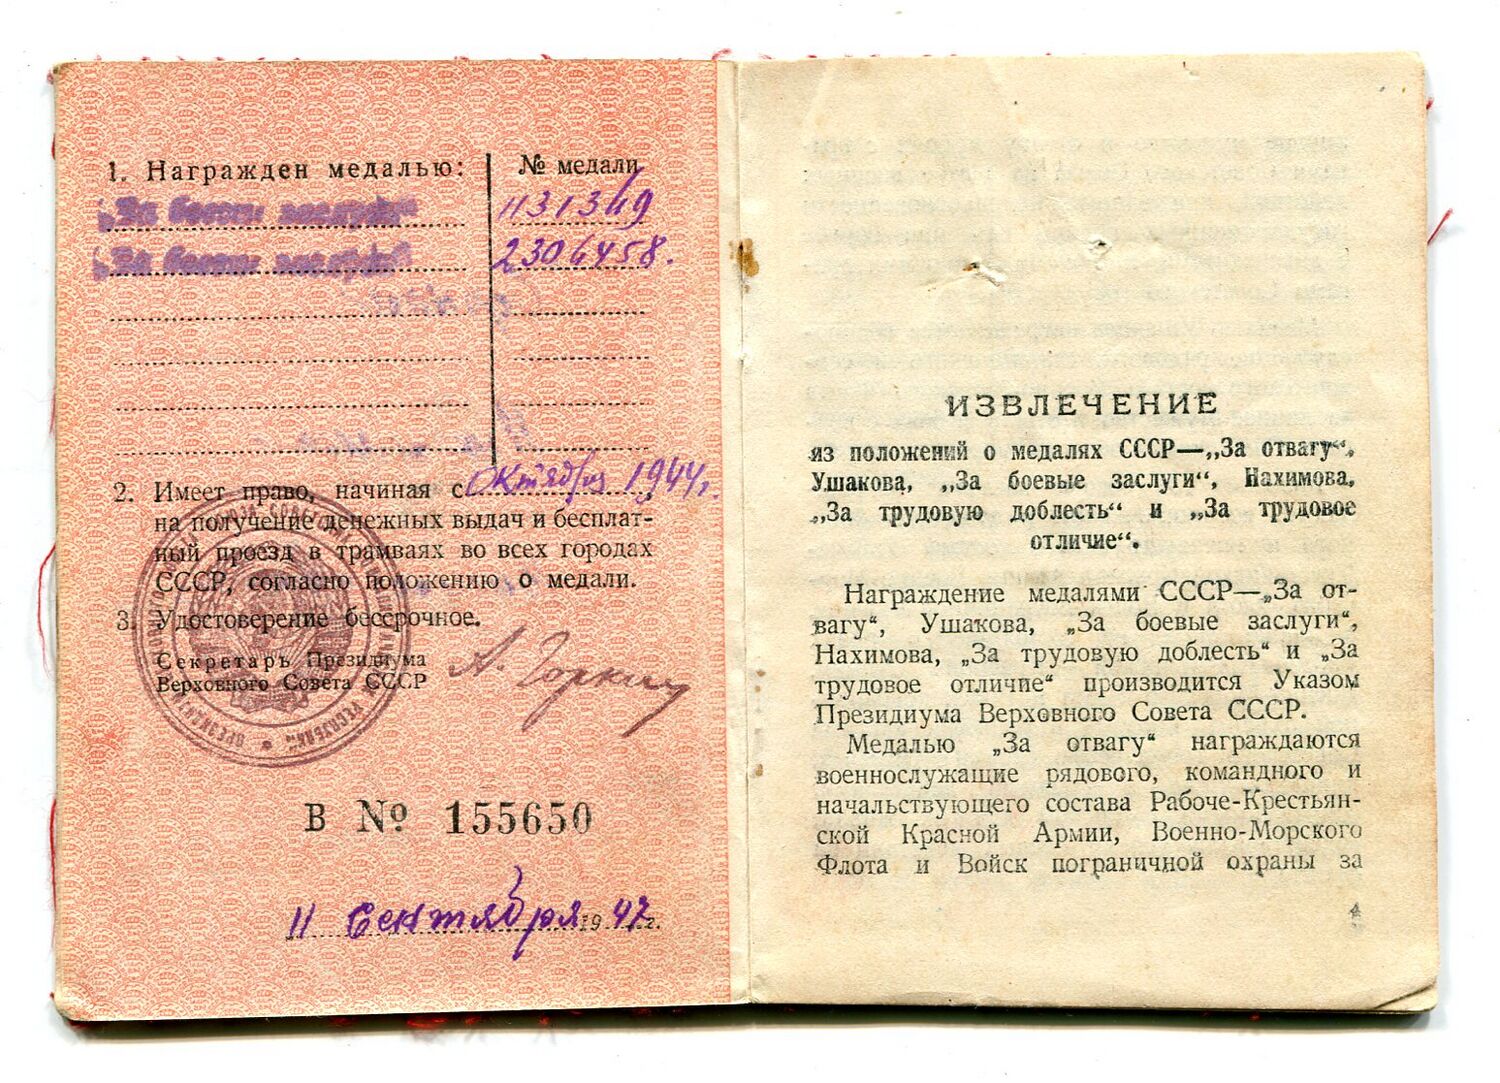 1. Награжден медалью:
№ медали
„За боевые заслуги“
1131349
„За боевые заслуги“
2306458.
2. Имеет право, начиная с Октября 1944г.,
на получение денежных выдач и бесплат-
ный проезд в трамваях во всех городах
СССР, согласно положению о медали.
3. Удостоверение бессрочное.
Секретарь Президиума
Верховного Совета СССР
А. Горкин
В № 155650
11 Сентября 1947 г.
ИЗВЛЕЧЕНИЕ
из положений о медалях СССР—„За отвагу“,
Ушакова, „За боевые заслуги“, Нахимова,
„За трудовую доблесть“ и „За трудовое
отличие“.
Награждение медалями СССР—„За от-
вагу“, Ушакова, „За боевые заслуги“,
Нахимова, „За трудовую доблесть“ и „За
трудовое отличие“ производится Указом
Президиума Верховного Совета СССР.
Медалью „За отвагу“ награждаются
военнослужащие рядового, командного и
начальствующего состава Рабоче-Крестьян-
ской Красной Армии, Военно-Морского
Флота и Войск пограничной охраны за